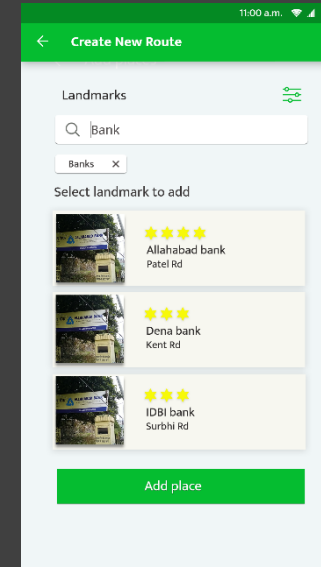 11:00 a.m.
Create New Route
Landmarks
Bank
Banks
Select landmark to add
Allahabad bank
Patel Rd
Dena bank
Kent Rd
IDBI bank
Surbhi Rd
Add place